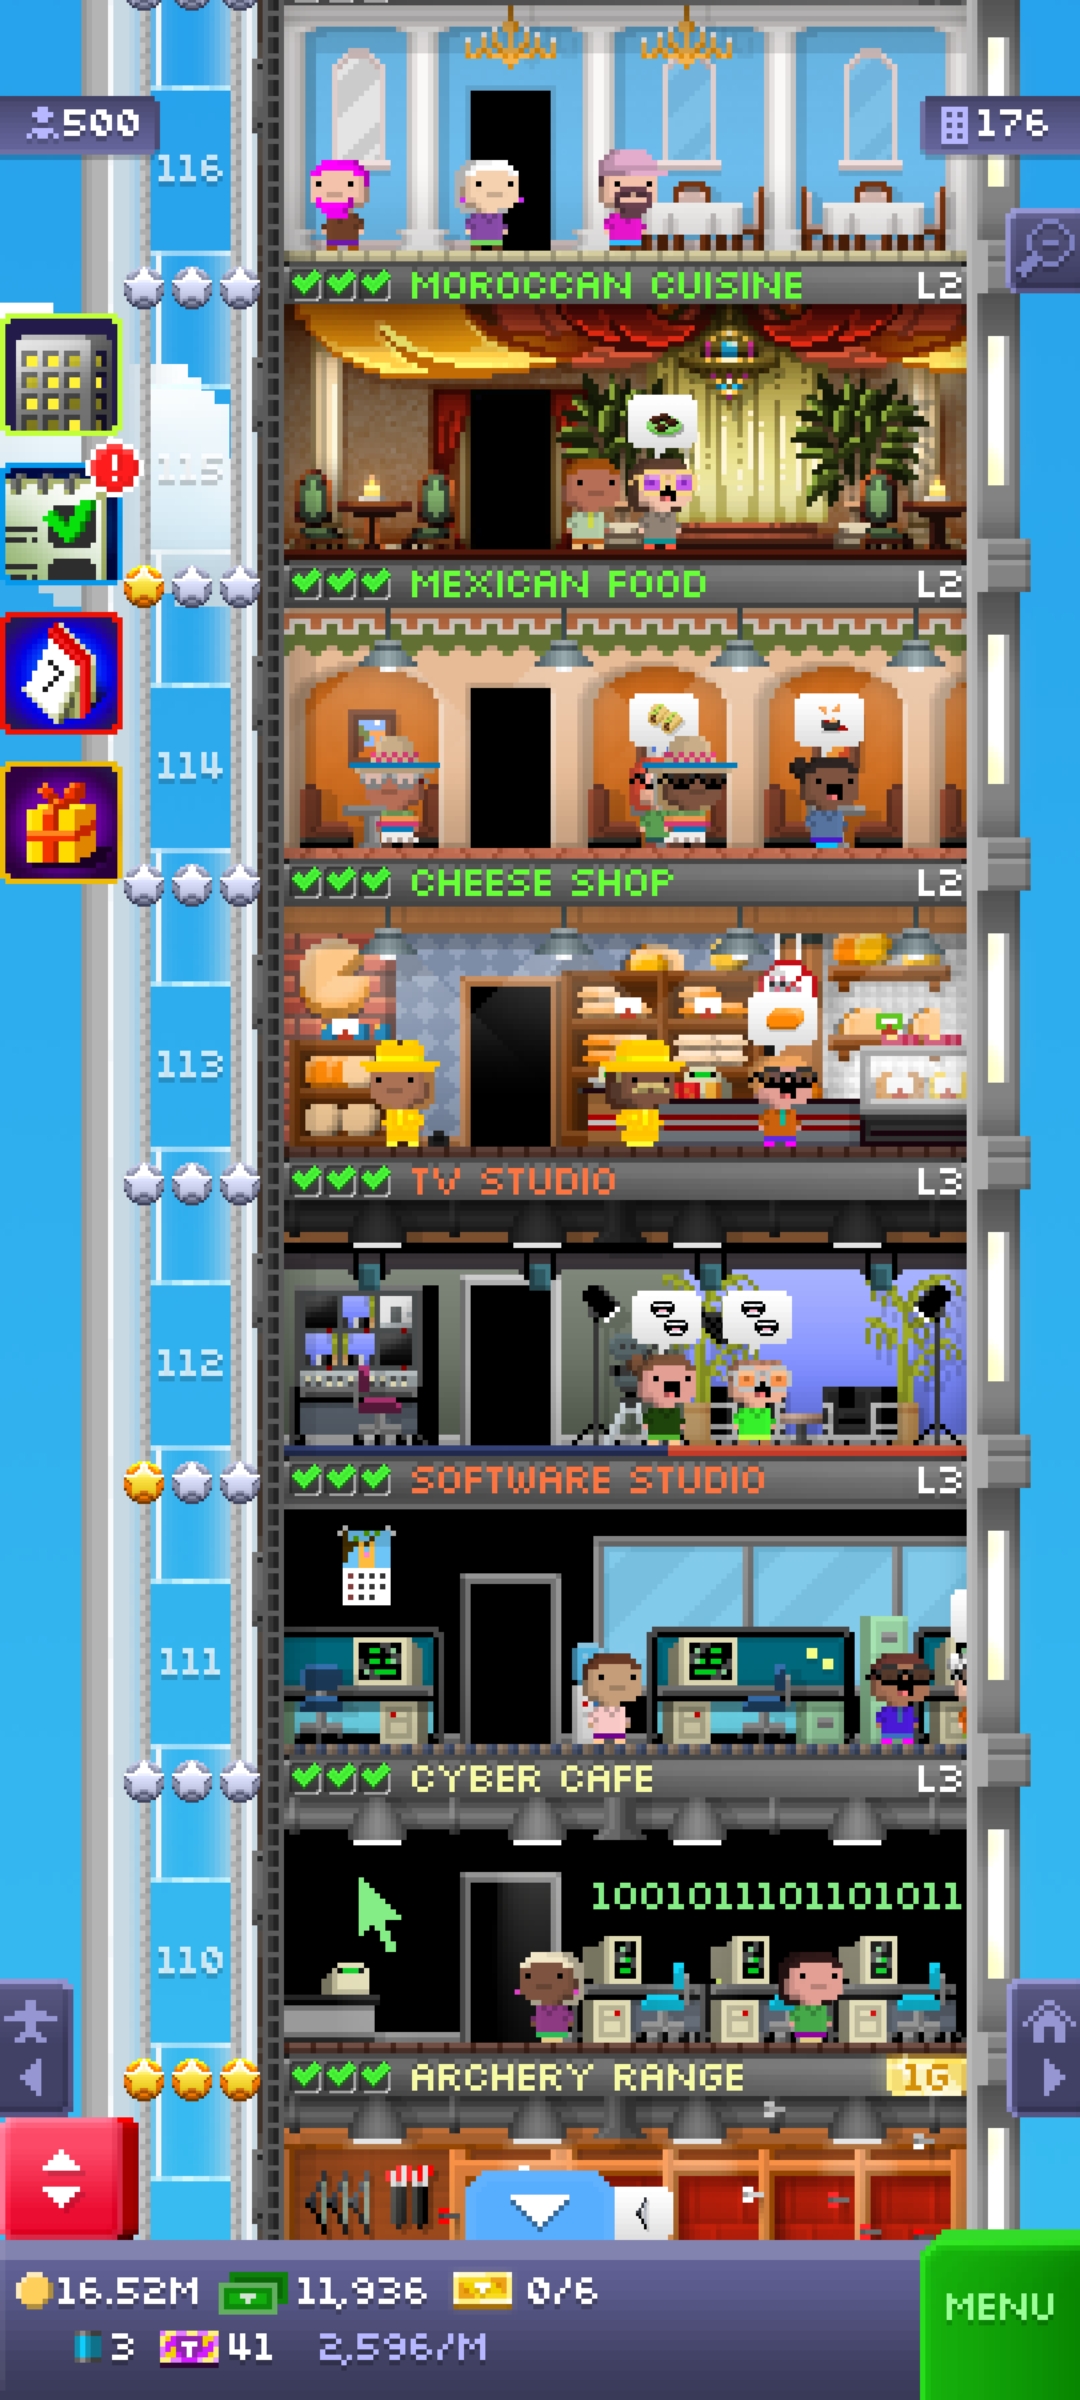 500
176
116
MOROCCAN CUISINE L2
115
MEXICAN FOOD L2
114
CHEESE SHOP L2
113
TV STUDIO L3
112
SOFTWARE STUDIO L3
111
CYBER CAFE L3
1001011101101011
110
ARCHERY RANGE 1G
16.52M 11,936 0/6
3 41 2,596/M
MENU